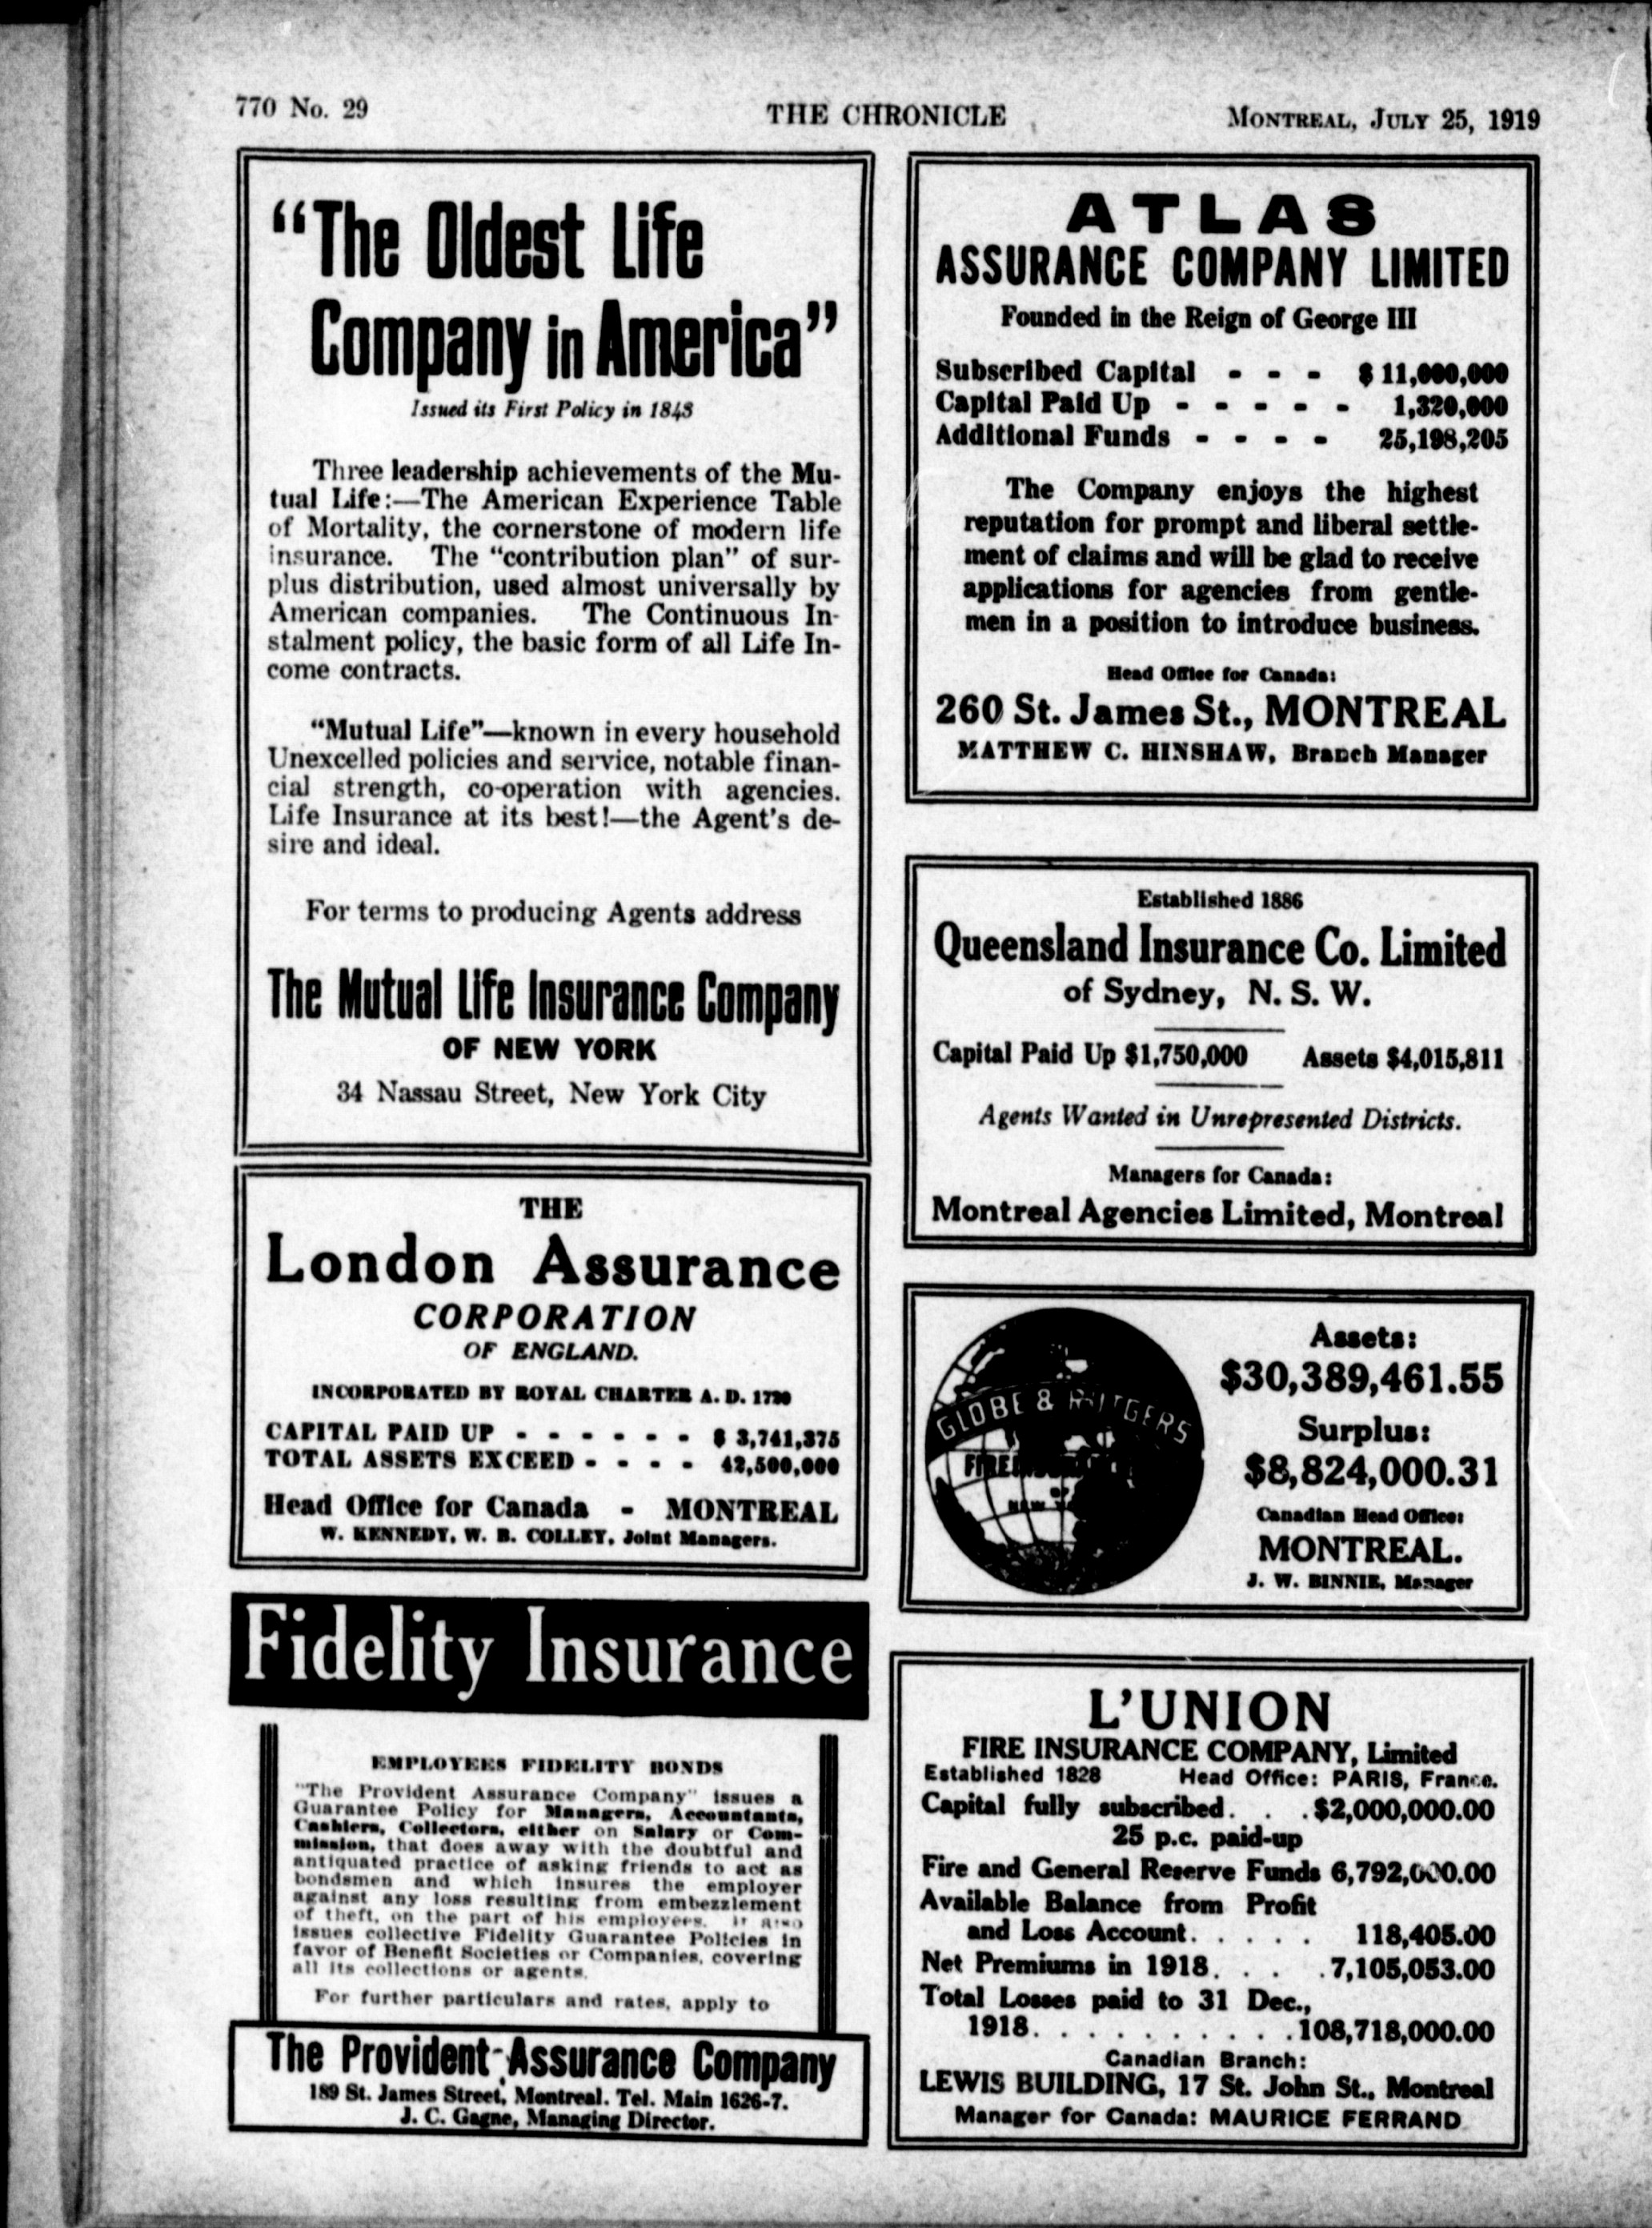 770 No. 29
THE CHRONICLE
MONTREAL, JULY 25, 1919
"The Oldest Life
Company in America"
Issued its First Policy in 1843
Three leadership achievements of the Mu-
tual Life:—The American Experience Table
of Mortality, the cornerstone of modern life
insurance. The "contribution plan" of sur-
plus distribution, used almost universally by
American companies. The Continuous In-
stalment policy, the basic form of all Life In-
come contracts.
"Mutual Life"—known in every household
Unexcelled policies and service, notable finan-
cial strength, co-operation with agencies.
Life Insurance at its best!—the Agent's de-
sire and ideal.
For terms to producing Agents address
The Mutual Life Insurance Company
OF NEW YORK
34 Nassau Street, New York City
THE
London Assurance
CORPORATION
OF ENGLAND.
INCORPORATED BY ROYAL CHARTER A. D. 1720
CAPITAL PAID UP - - - - - - $ 3,741,375
TOTAL ASSETS EXCEED - - - - 42,500,000
Head Office for Canada - MONTREAL
W. KENNEDY, W. B. COLLEY, Joint Managers.
Fidelity Insurance
EMPLOYEES FIDELITY BONDS
"The Provident Assurance Company" issues a
Guarantee Policy for Managers, Accountants,
Cashiers, Collectors, either on Salary or Com-
mission, that does away with the doubtful and
antiquated practice of asking friends to act as
bondsmen and which insures the employer
against any loss resulting from embezzlement
of theft, on the part of his employees. It also
issues collective Fidelity Guarantee Policies in
favor of Benefit Societies or Companies, covering
all its collections or agents.
For further particulars and rates, apply to
The Provident Assurance Company
189 St. James Street, Montreal. Tel. Main 1626-7.
J. C. Gagne, Managing Director.
ATLAS
ASSURANCE COMPANY LIMITED
Founded in the Reign of George III
Subscribed Capital - - - $ 11,000,000
Capital Paid Up - - - - - 1,320,000
Additional Funds - - - - 25,198,205
The Company enjoys the highest
reputation for prompt and liberal settle-
ment of claims and will be glad to receive
applications for agencies from gentle-
men in a position to introduce business.
Head Office for Canada:
260 St. James St., MONTREAL
MATTHEW C. HINSHAW, Branch Manager
Established 1886
Queensland Insurance Co. Limited
of Sydney, N. S. W.
Capital Paid Up $1,750,000 Assets $4,015,811
Agents Wanted in Unrepresented Districts.
Managers for Canada:
Montreal Agencies Limited, Montreal
GLOBE & RUTGERS
FIRE
OF
NEW
Assets:
$30,389,461.55
Surplus:
$8,824,000.31
Canadian Head Office:
MONTREAL.
J. W. BINNIE, Manager
L'UNION
FIRE INSURANCE COMPANY, Limited
Established 1828 Head Office: PARIS, France.
Capital fully subscribed. . . $2,000,000.00
25 p.c. paid-up
Fire and General Reserve Funds 6,792,000.00
Available Balance from Profit
and Loss Account. . . . . 118,405.00
Net Premiums in 1918. . . . 7,105,053.00
Total Losses paid to 31 Dec.,
1918. . . . . . . . . . . 108,718,000.00
Canadian Branch:
LEWIS BUILDING, 17 St. John St., Montreal
Manager for Canada: MAURICE FERRAND